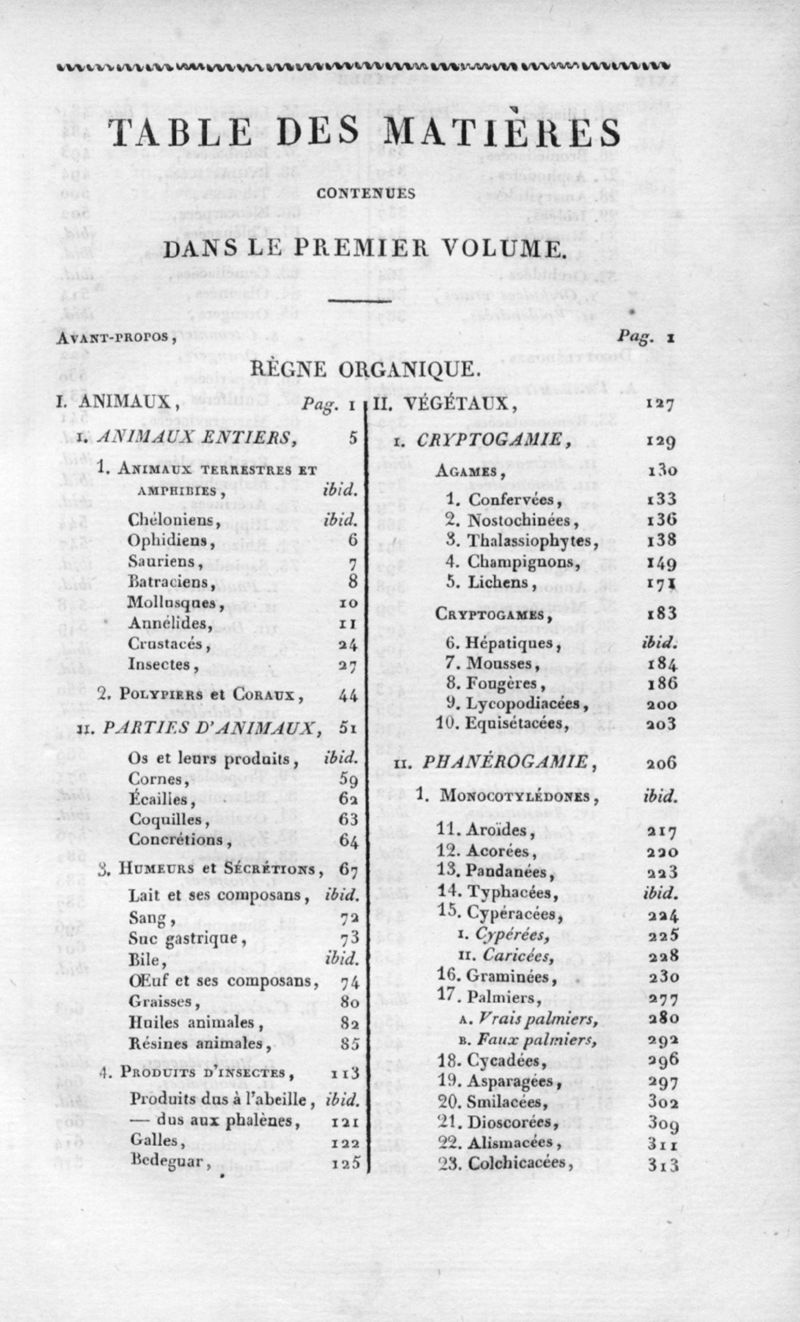 TABLE DES MATIÈRES
CONTENUES
DANS LE PREMIER VOLUME.
AVANT-PROPOS, Pag. 1
RÈGNE ORGANIQUE.
I. ANIMAUX, Pag. 1
I. ANIMAUX ENTIERS, 5
1. ANIMAUX TERRESTRES ET
AMPHIBIES, ibid.
Chéloniens, ibid.
Ophidiens, 6
Sauriens, 7
Batraciens, 8
Mollusques, 10
Annélides, 11
Crustacés, 24
Insectes, 27
2. POLYPIERS et CORAUX, 44
II. PARTIES D'ANIMAUX, 51
Os et leurs produits, ibid.
Cornes, 59
Écailles, 62
Coquilles, 63
Concrétions, 64
3. HUMEURS et SÉCRÉTIONS, 67
Lait et ses composans, ibid.
Sang, 72
Suc gastrique, 73
Bile, ibid.
Œuf et ses composans, 74
Graisses, 80
Huiles animales, 82
Résines animales, 85
4. PRODUITS D'INSECTES, 113
Produits dus à l'abeille, ibid.
— dus aux phalènes, 121
Galles, 122
Bedeguar, 125
II. VÉGÉTAUX, 127
I. CRYPTOGAMIE, 129
AGAMES, 130
1. Confervées, 133
2. Nostochinées, 136
3. Thalassiophytes, 138
4. Champignons, 149
5. Lichens, 171
CRYPTOGAMES, 183
6. Hépatiques, ibid.
7. Mousses, 184
8. Fougères, 186
9. Lycopodiacées, 200
10. Equisétacées, 203
II. PHANÉROGAMIE, 206
1. MONOCOTYLÉDONES, ibid.
11. Aroïdes, 217
12. Acorées, 220
13. Pandanées, 223
14. Typhacées, ibid.
15. Cypéracées, 224
I. Cypérées, 225
II. Caricées, 228
16. Graminées, 230
17. Palmiers, 277
A. Vrais palmiers, 280
B. Faux palmiers, 292
18. Cycadées, 296
19. Asparagées, 297
20. Smilacées, 302
21. Dioscorées, 309
22. Alismacées, 311
23. Colchicacées, 313